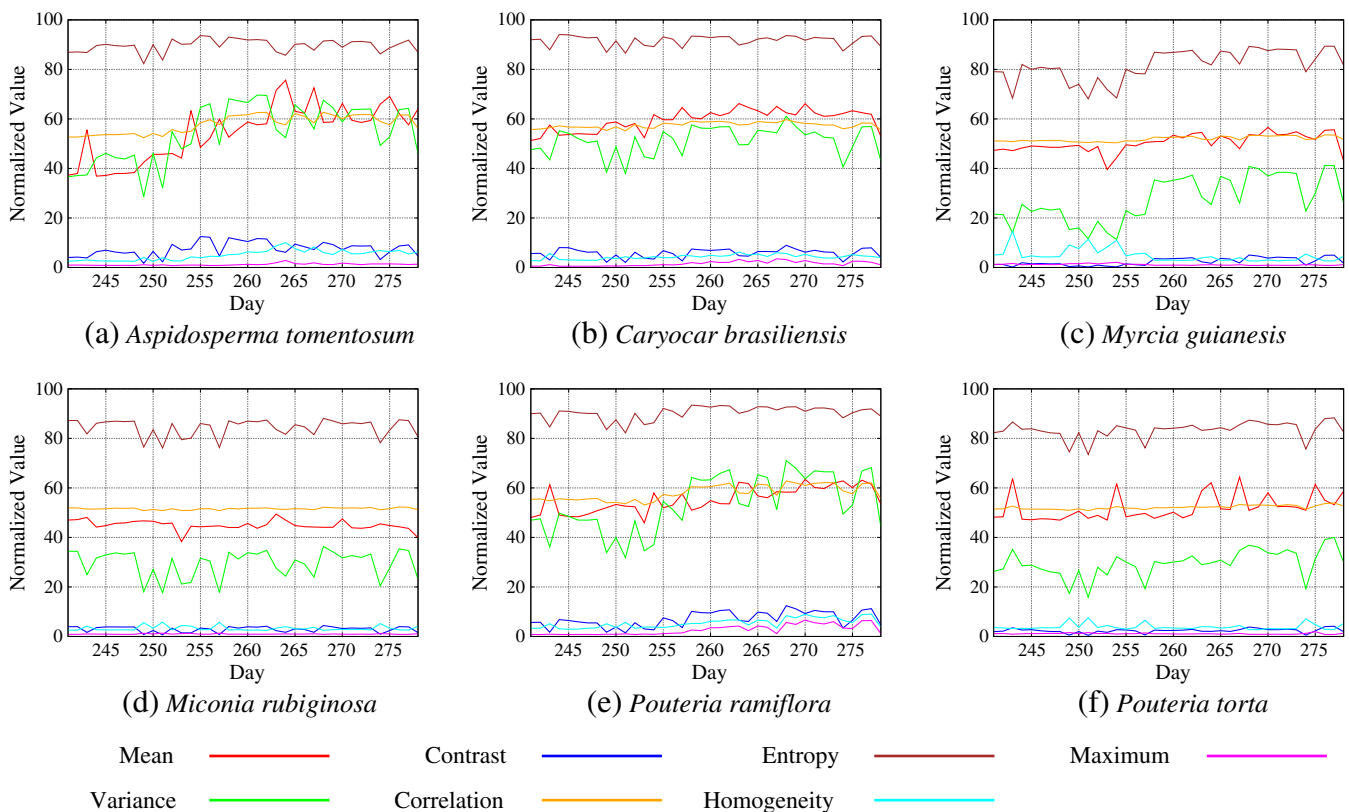 100
80
60
40
20
0
Normalized Value
245 250 255 260 265 270 275
Day
(a) Aspidosperma tomentosum
100
80
60
40
20
0
Normalized Value
245 250 255 260 265 270 275
Day
(b) Caryocar brasiliensis
100
80
60
40
20
0
Normalized Value
245 250 255 260 265 270 275
Day
(c) Myrcia guianesis
100
80
60
40
20
0
Normalized Value
245 250 255 260 265 270 275
Day
(d) Miconia rubiginosa
100
80
60
40
20
0
Normalized Value
245 250 255 260 265 270 275
Day
(e) Pouteria ramiflora
100
80
60
40
20
0
Normalized Value
245 250 255 260 265 270 275
Day
(f) Pouteria torta
Mean Contrast Entropy Maximum
Variance Correlation Homogeneity